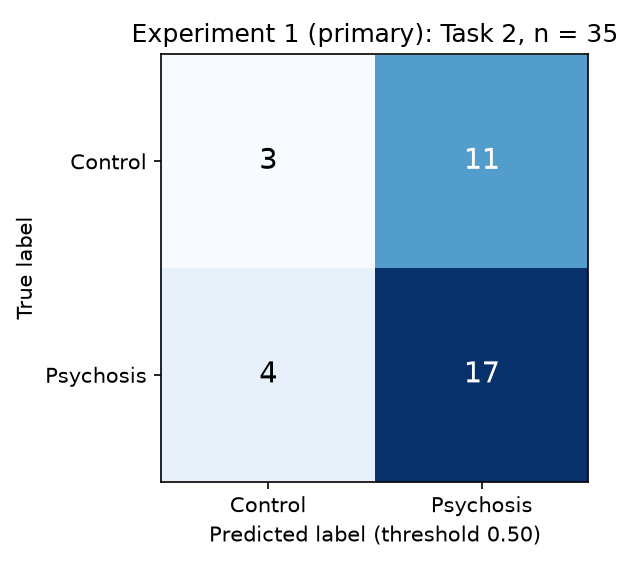 Experiment 1 (primary): Task 2, n = 35
True label
Control
3
11
Psychosis
4
17
Control
Psychosis
Predicted label (threshold 0.50)